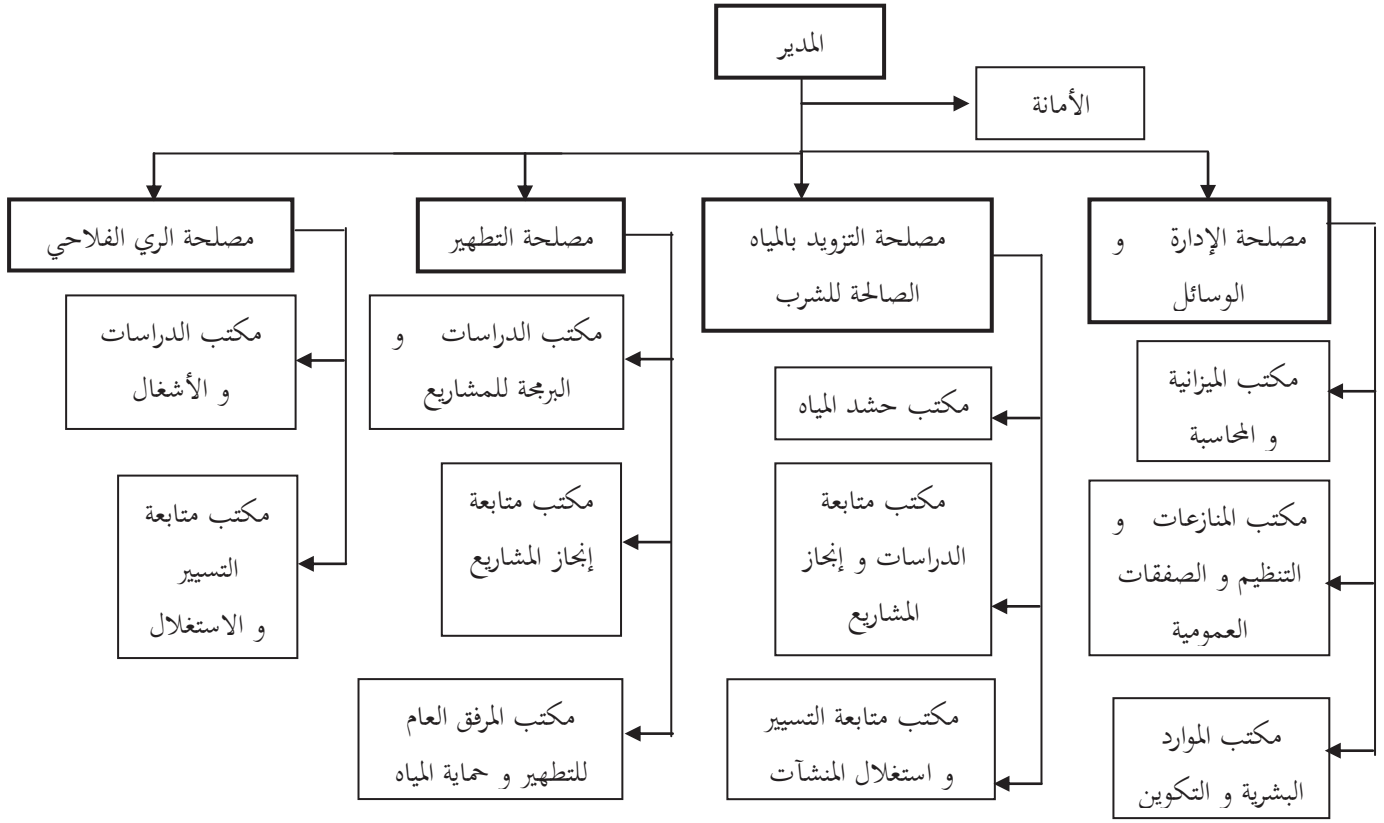 المدير
الأمانة
مصلحة الإدارة و
الوسائل
مكتب الميزانية
و المحاسبة
مكتب المنازعات و
التنظيم و الصفقات
العمومية
مكتب الموارد
البشرية و التكوين
مصلحة التزويد بالمياه
الصالحة للشرب
مكتب حشد المياه
مكتب متابعة
الدراسات و إنجاز
المشاريع
مكتب متابعة التسيير
و استغلال المنشآت
مصلحة التطهير
مكتب الدراسات و
البرمجة للمشاريع
مكتب متابعة
إنجاز المشاريع
مكتب المرفق العام
للتطهير و حماية المياه
مصلحة الري الفلاحي
مكتب الدراسات
و الأشغال
مكتب متابعة
التسيير
و الاستغلال